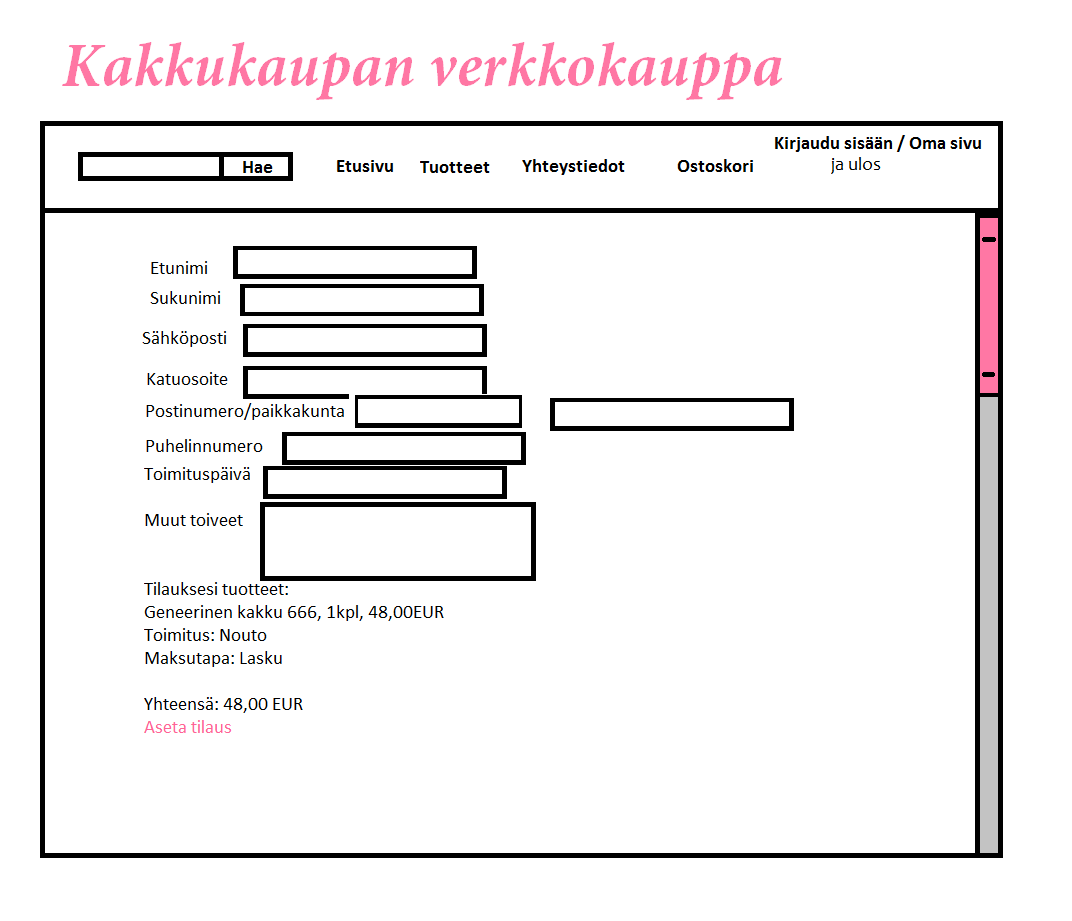 Kakkukaupan verkkokauppa
Hae Etusivu Tuotteet Yhteystiedot Ostoskori Kirjaudu sisään / Oma sivu
ja ulos
Etunimi
Sukunimi
Sähköposti
Katuosoite
Postinumero/paikkakunta
Puhelinnumero
Toimituspäivä
Muut toiveet
Tilauksesi tuotteet:
Geneerinen kakku 666, 1kpl, 48,00EUR
Toimitus: Nouto
Maksutapa: Lasku
Yhteensä: 48,00 EUR
Aseta tilaus